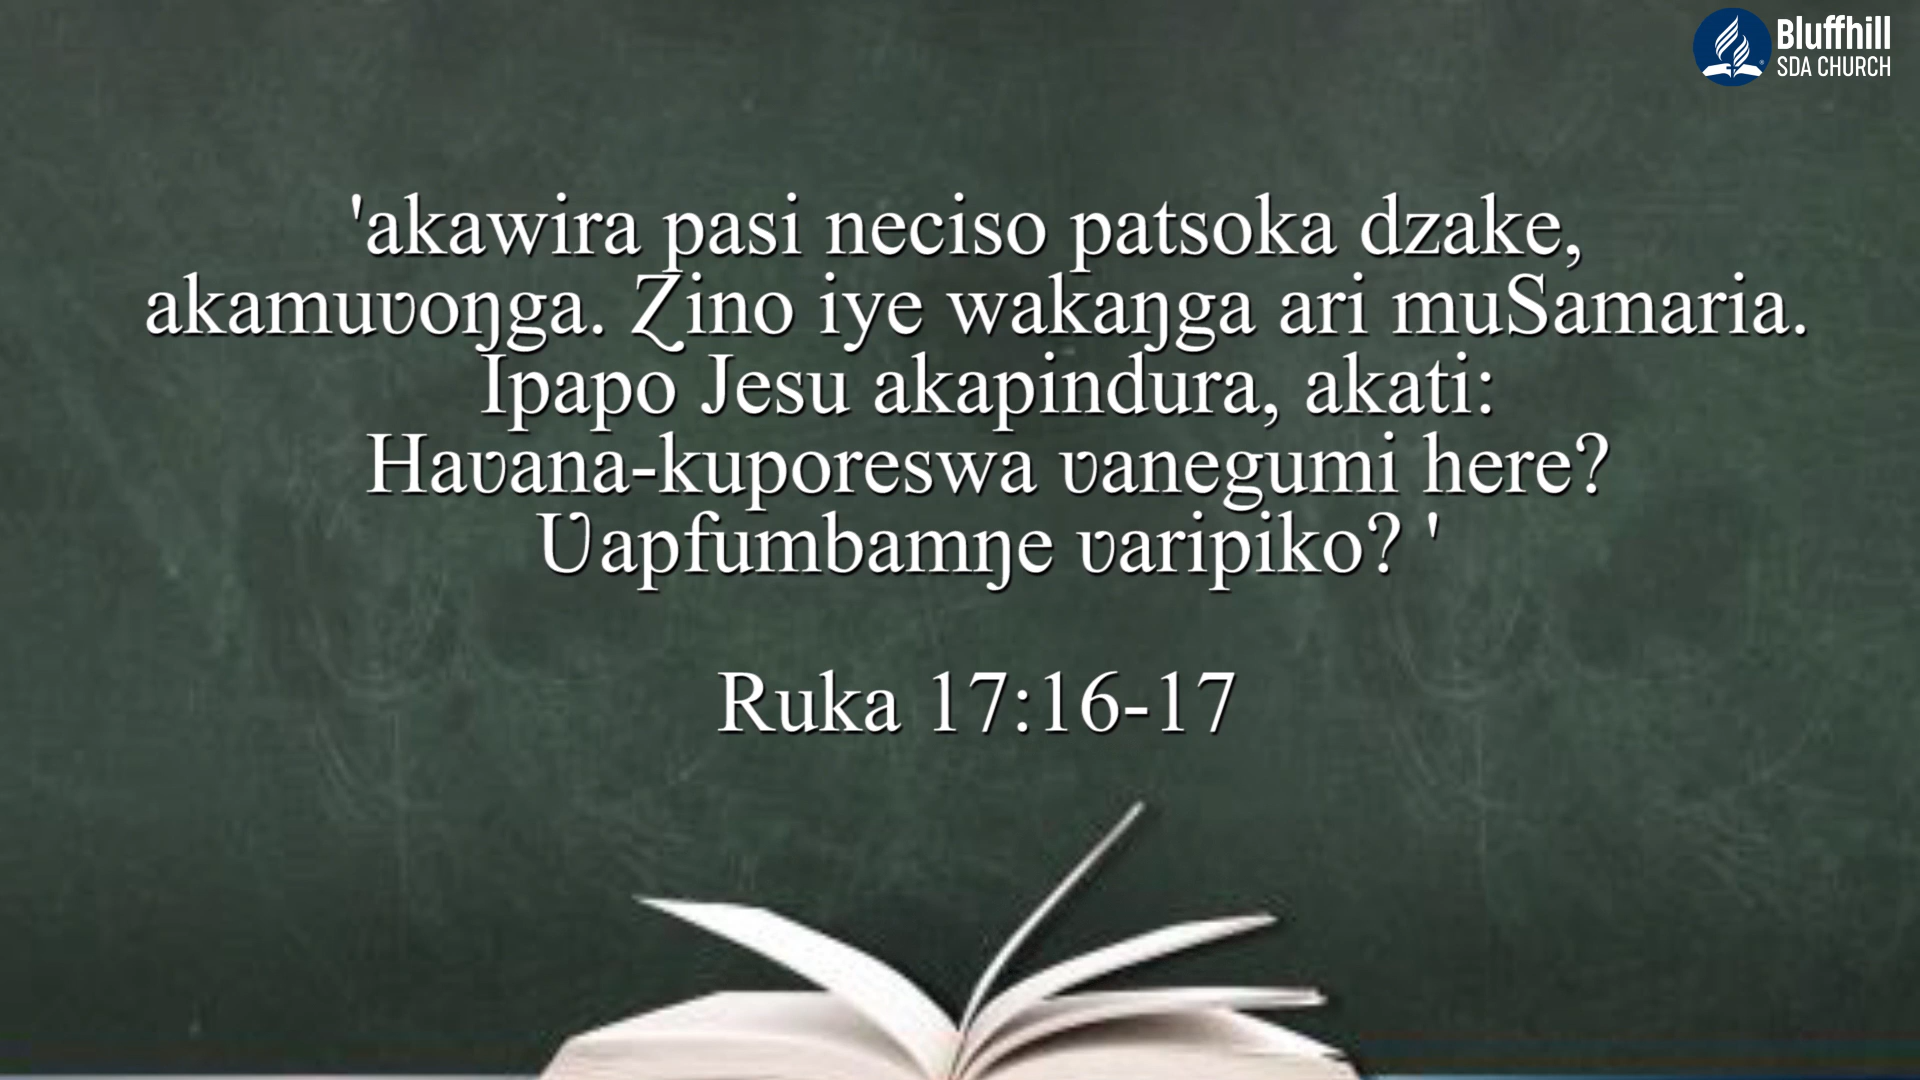 Bluffhill
SDA CHURCH
'akawira pasi neciso patsoka dzake,
akamuʋoŋga. Ɀino iye wakaŋga ari muSamaria.
Ipapo Jesu akapindura, akati:
Haʋana-kuporeswa ʋanegumi here?
Ʋapfumbamŋe ʋaripiko? '
Ruka 17:16-17